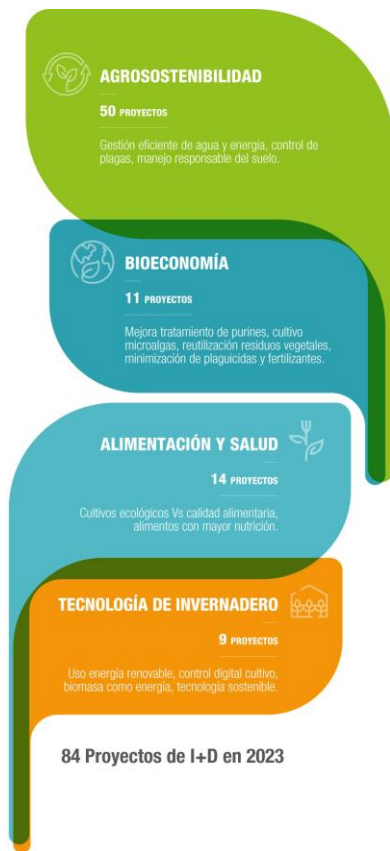 AGROSOSTENIBILIDAD
50 PROYECTOS
Gestión eficiente de agua y energía, control de
plagas, manejo responsable del suelo.
BIOECONOMÍA
11 PROYECTOS
Mejora tratamiento de purines, cultivo
microalgas, reutilización residuos vegetales,
minimización de plaguicidas y fertilizantes.
ALIMENTACIÓN Y SALUD
14 PROYECTOS
Cultivos ecológicos Vs calidad alimentaria,
alimentos con mayor nutrición.
TECNOLOGÍA DE INVERNADERO
9 PROYECTOS
Uso energía renovable, control digital cultivo,
biomasa como energía, tecnología sostenible.
84 Proyectos de I+D en 2023